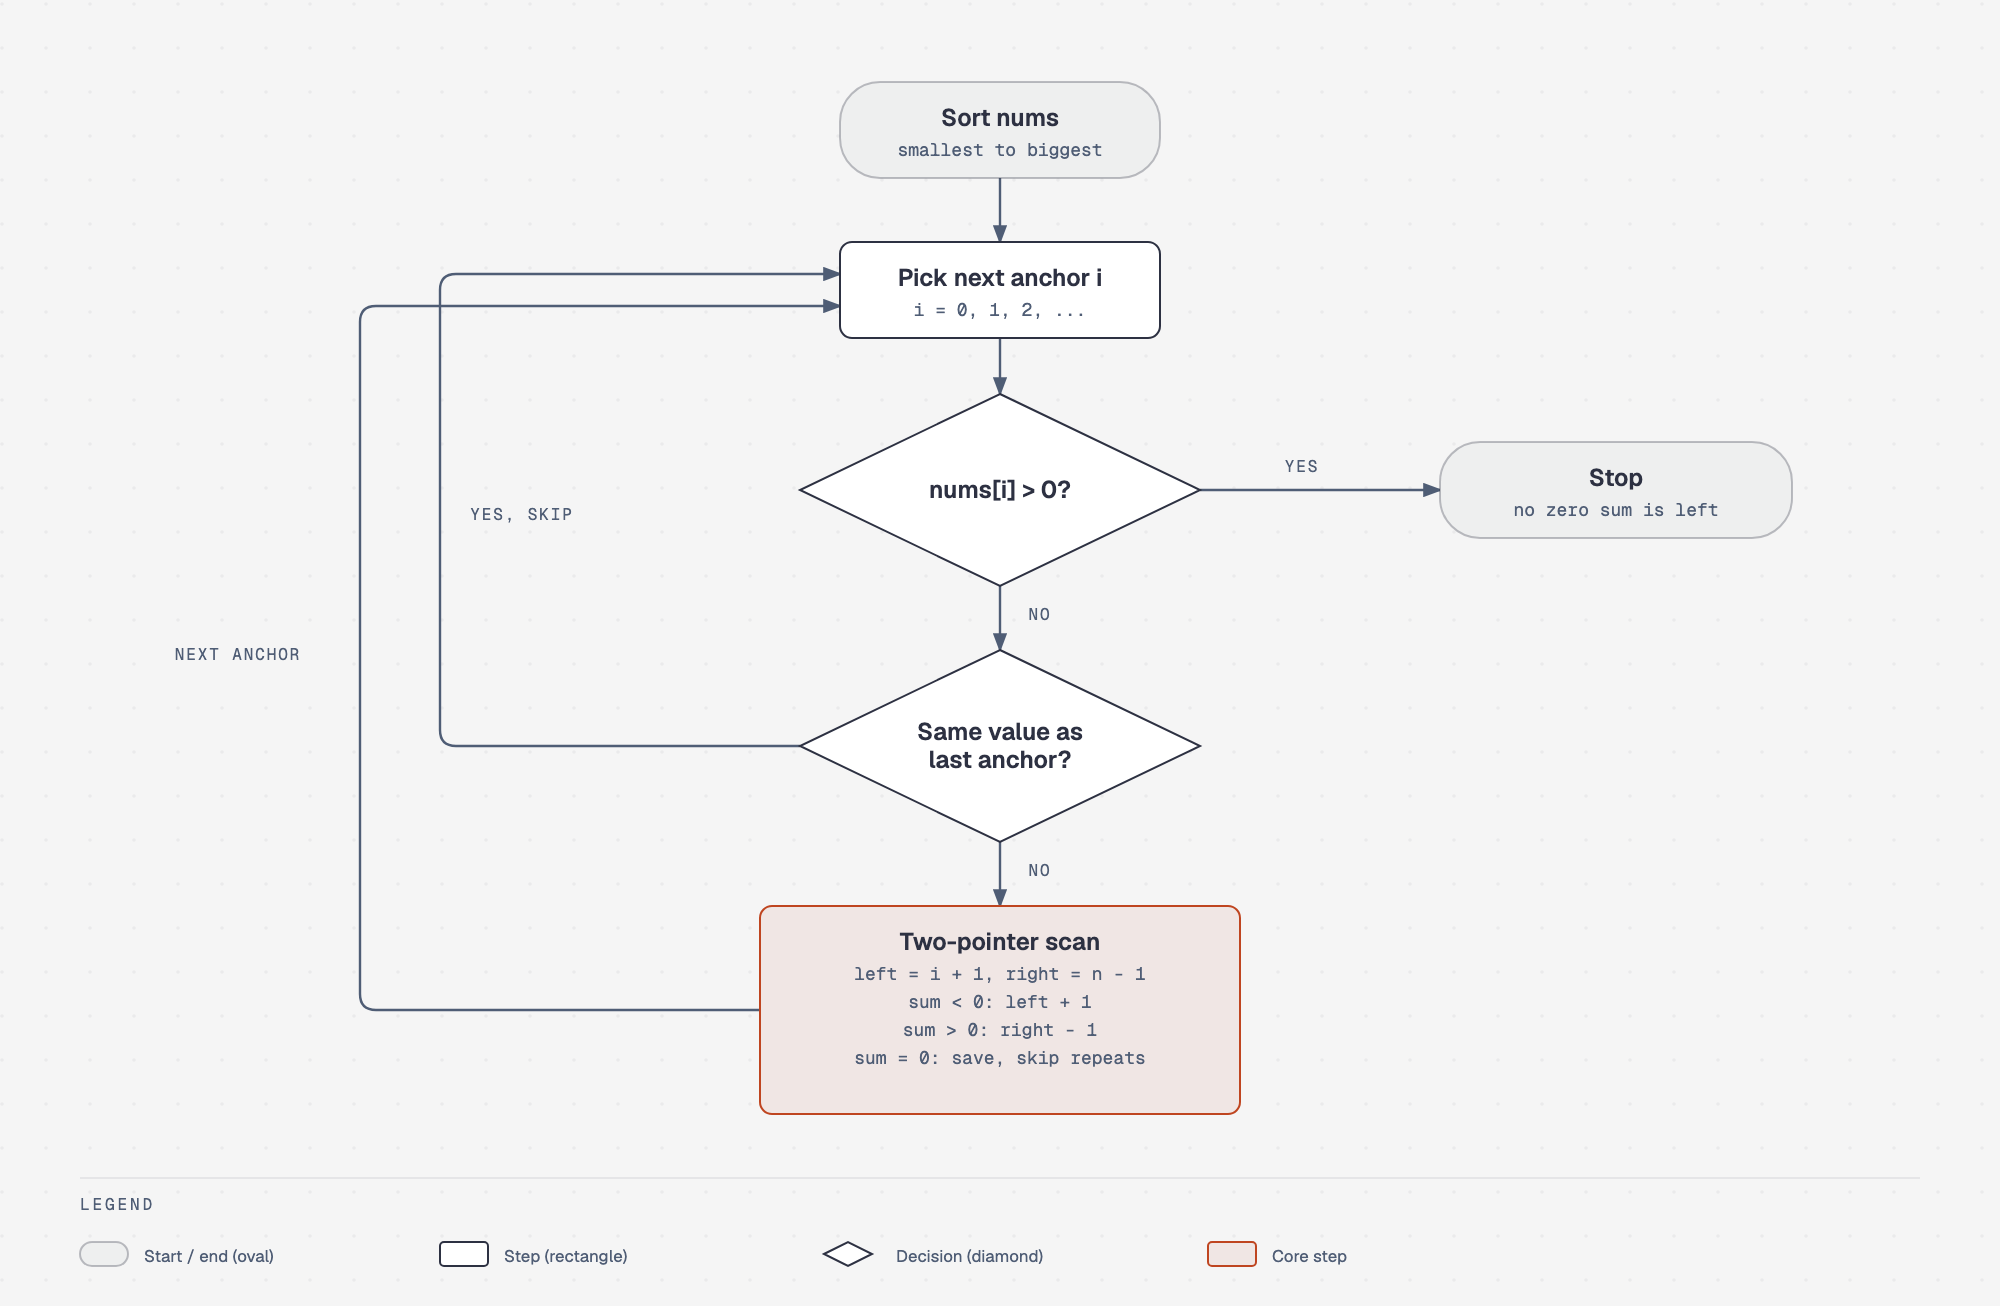 Sort nums
smallest to biggest
Pick next anchor i
i = 0, 1, 2, ...
nums[i] > 0?
YES
Stop
no zero sum is left
YES, SKIP
NO
NEXT ANCHOR
Same value as
last anchor?
NO
Two-pointer scan
left = i + 1, right = n - 1
sum < 0: left + 1
sum > 0: right - 1
sum = 0: save, skip repeats
LEGEND
Start / end (oval)
Step (rectangle)
Decision (diamond)
Core step